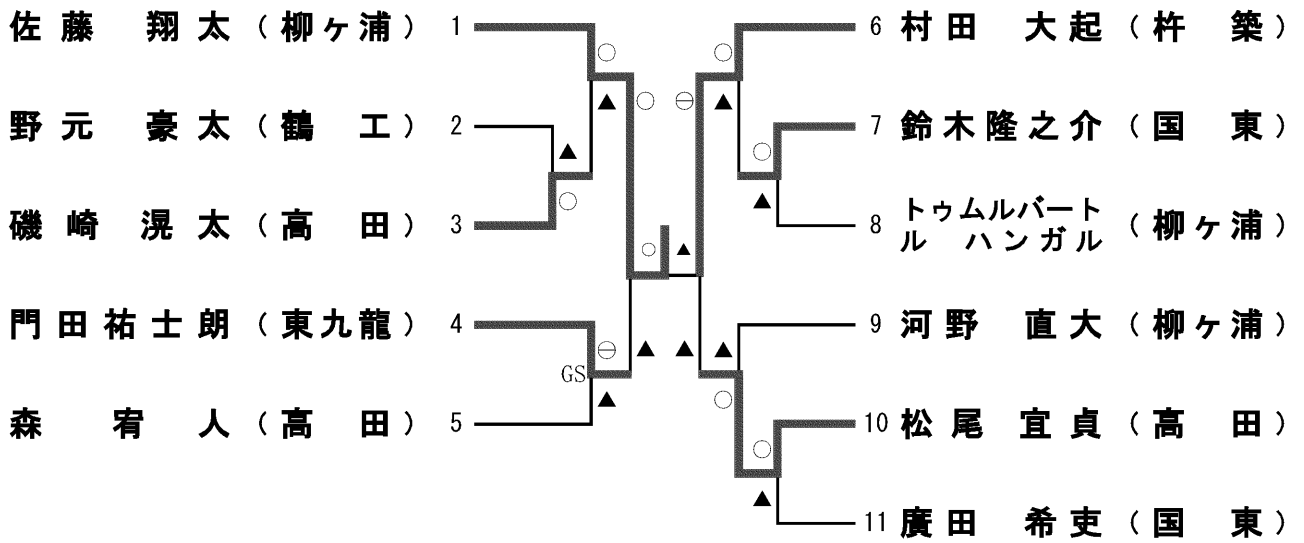 佐藤 翔太（柳ヶ浦） 1
野元 豪太（鶴 工） 2
磯崎 滉太（高 田） 3
門田祐士朗（東九龍） 4
GS
森 宥 人（高 田） 5
6 村田 大起（杵 築）
7 鈴木隆之介（国 東）
8 トゥムルバート
ル ハンガル（柳ヶ浦）
9 河野 直大（柳ヶ浦）
10 松尾 宜貞（高 田）
11 廣田 希吏（国 東）